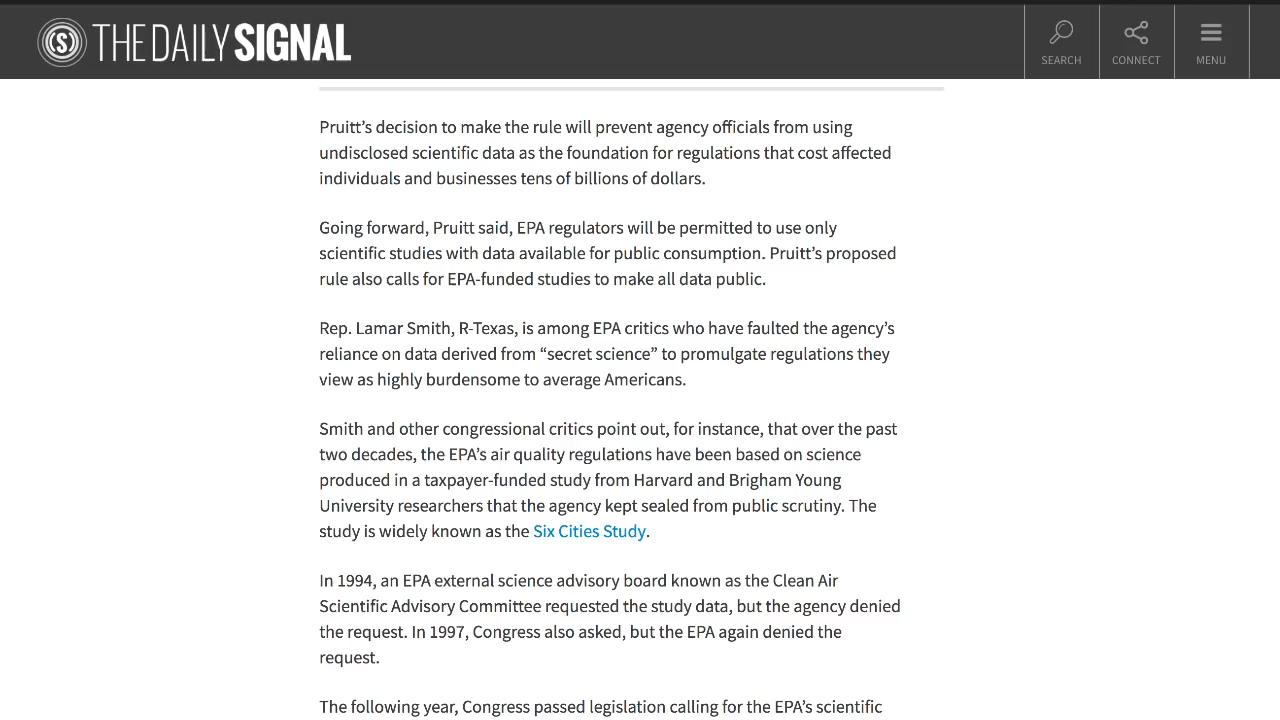 THE DAILY SIGNAL
SEARCH
CONNECT
MENU
Pruitt’s decision to make the rule will prevent agency officials from using
undisclosed scientific data as the foundation for regulations that cost affected
individuals and businesses tens of billions of dollars.
Going forward, Pruitt said, EPA regulators will be permitted to use only
scientific studies with data available for public consumption. Pruitt’s proposed
rule also calls for EPA-funded studies to make all data public.
Rep. Lamar Smith, R-Texas, is among EPA critics who have faulted the agency’s
reliance on data derived from “secret science” to promulgate regulations they
view as highly burdensome to average Americans.
Smith and other congressional critics point out, for instance, that over the past
two decades, the EPA’s air quality regulations have been based on science
produced in a taxpayer-funded study from Harvard and Brigham Young
University researchers that the agency kept sealed from public scrutiny. The
study is widely known as the Six Cities Study.
In 1994, an EPA external science advisory board known as the Clean Air
Scientific Advisory Committee requested the study data, but the agency denied
the request. In 1997, Congress also asked, but the EPA again denied the
request.
The following year, Congress passed legislation calling for the EPA’s scientific